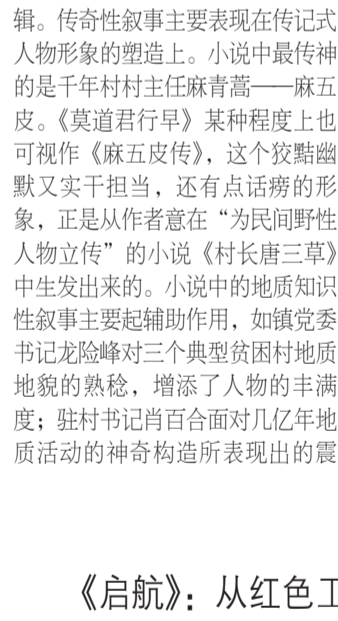 辑。传奇性叙事主要表现在传记式
人物形象的塑造上。小说中最传神
的是千年村村主任麻青蒿——麻五
皮。《莫道君行早》某种程度上也
可视作《麻五皮传》，这个狡黠幽
默又实干担当，还有点话痨的形
象，正是从作者意在“为民间野性
人物立传”的小说《村长唐三草》
中生发出来的。小说中的地质知识
性叙事主要起辅助作用，如镇党委
书记龙险峰对三个典型贫困村地质
地貌的熟稔，增添了人物的丰满
度；驻村书记肖百合面对几亿年地
质活动的神奇构造所表现出的震
《启航》：从红色工